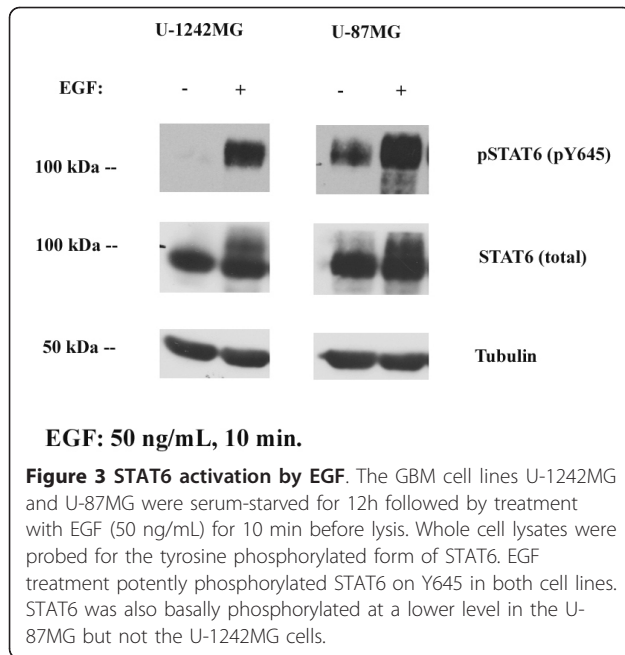 U-1242MG U-87MG
EGF: - + - +
100 kDa -- pSTAT6 (pY645)
100 kDa -- STAT6 (total)
50 kDa -- Tubulin
EGF: 50 ng/mL, 10 min.
Figure 3 STAT6 activation by EGF. The GBM cell lines U-1242MG
and U-87MG were serum-starved for 12h followed by treatment
with EGF (50 ng/mL) for 10 min before lysis. Whole cell lysates were
probed for the tyrosine phosphorylated form of STAT6. EGF
treatment potently phosphorylated STAT6 on Y645 in both cell lines.
STAT6 was also basally phosphorylated at a lower level in the U-
87MG but not the U-1242MG cells.